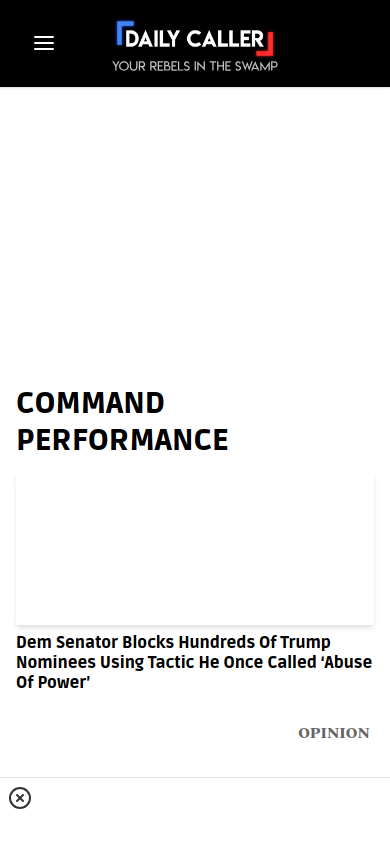 DAILY CALLER
YOUR REBELS IN THE SWAMP
COMMAND
PERFORMANCE
Dem Senator Blocks Hundreds Of Trump
Nominees Using Tactic He Once Called ‘Abuse
Of Power’
OPINION